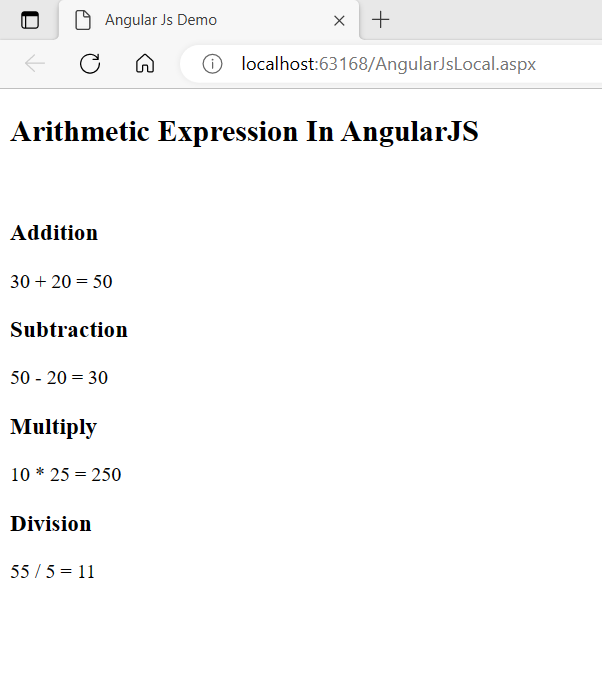 Angular Js Demo
localhost:63168/AngularJsLocal.aspx
Arithmetic Expression In AngularJS
Addition
30 + 20 = 50
Subtraction
50 - 20 = 30
Multiply
10 * 25 = 250
Division
55 / 5 = 11